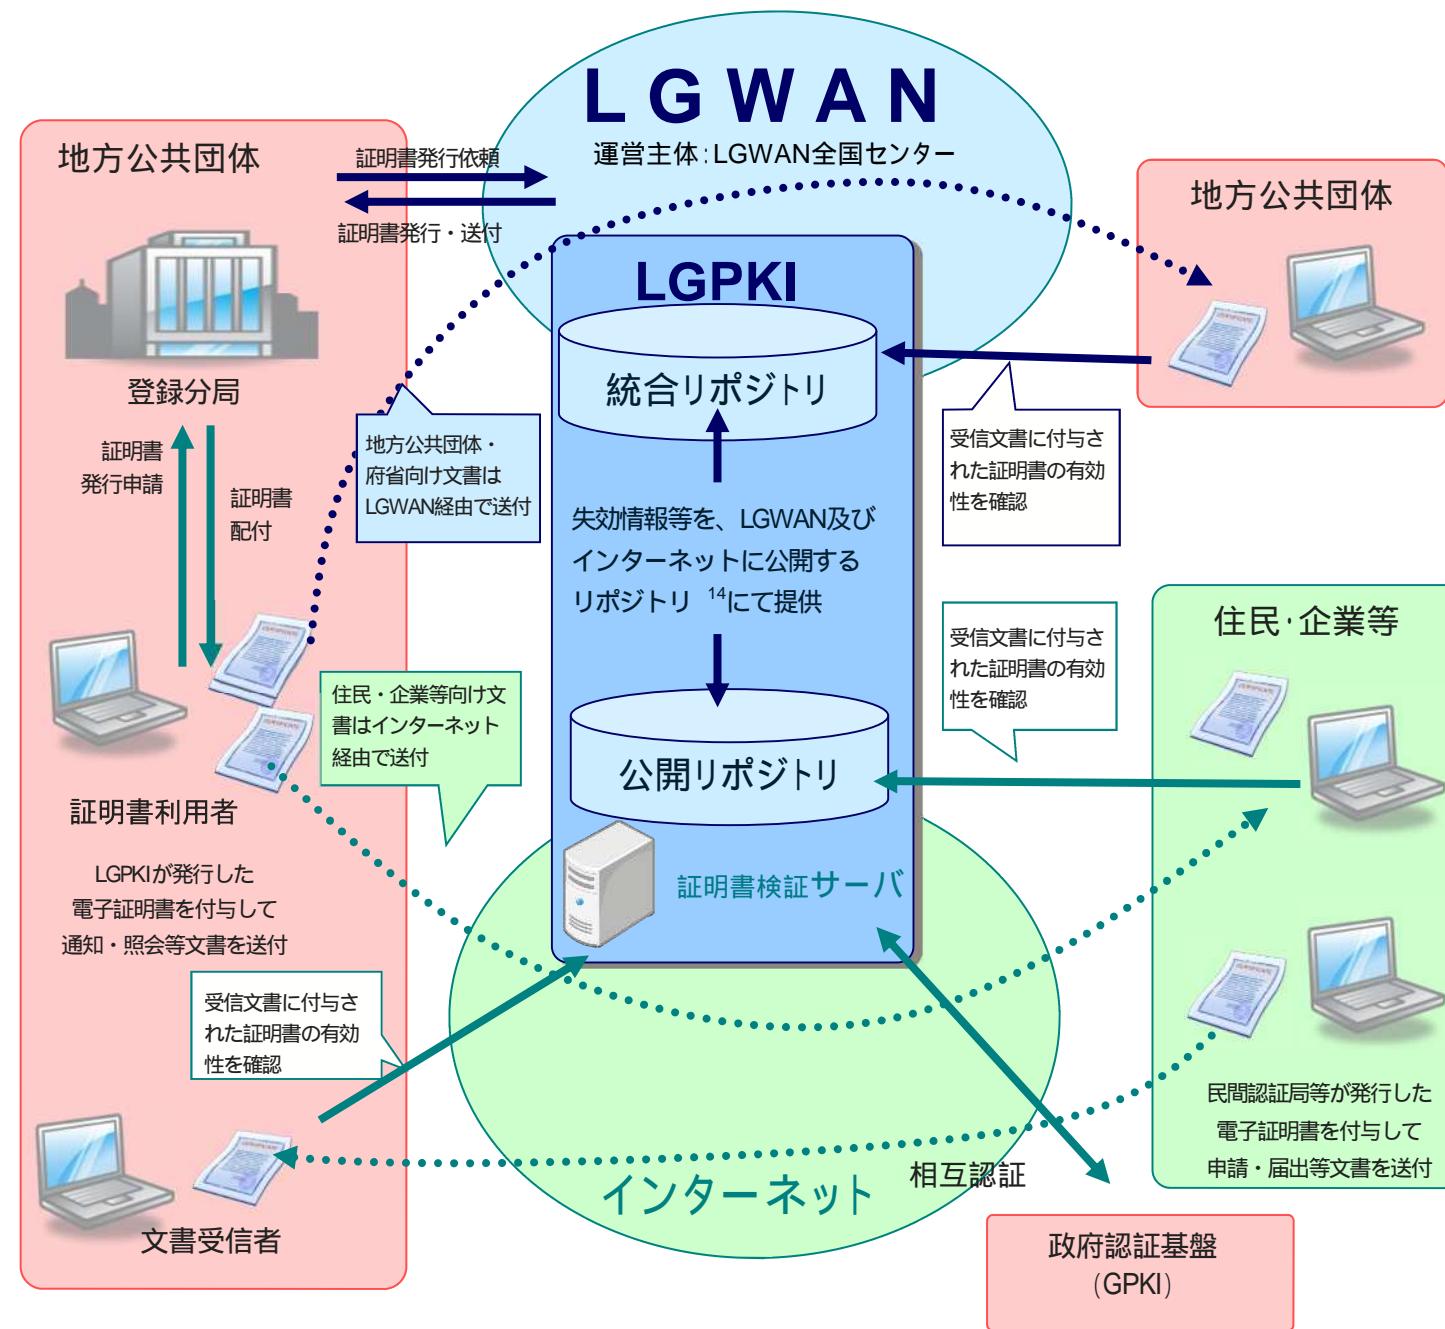 LGWAN
運営主体:LGWAN全国センター
地方公共団体
証明書発行依頼
証明書発行・送付
登録分局
証明書
発行申請
証明書
配付
地方公共団体・
府省向け文書は
LGWAN経由で送付
LGPKI
統合リポジトリ
失効情報等を、LGWAN及び
インターネットに公開する
リポジトリ 14にて提供
公開リポジトリ
証明書検証サーバ
地方公共団体
受信文書に付与さ
れた証明書の有効
性を確認
受信文書に付与さ
れた証明書の有効
性を確認
住民・企業等
住民・企業等向け文
書はインターネット
経由で送付
証明書利用者
LGPKIが発行した
電子証明書を付与して
通知・照会等文書を送付
受信文書に付与さ
れた証明書の有効
性を確認
文書受信者
インターネット
相互認証
民間認証局等が発行した
電子証明書を付与して
申請・届出等文書を送付
政府認証基盤
(GPKI)